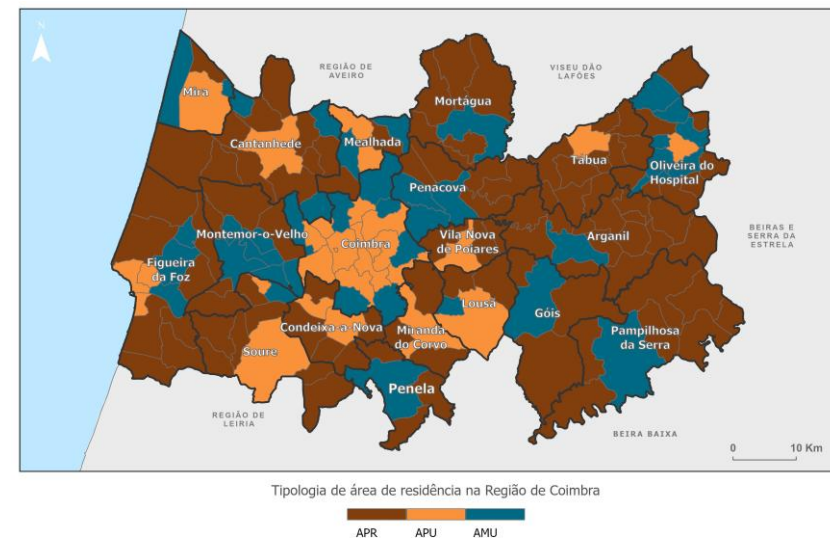 N
REGIÃO DE
AVEIRO
VISEU DÃO
LAFÕES
Mira
Mortágua
Cantanhede
Mealhada
Tábua
Oliveira do
Hospital
Penacova
Montemor-o-Velho
Coimbra
Vila Nova
de Poiares
Arganil
BEIRAS E
SERRA DA
ESTRELA
Figueira
da Foz
Lousã
Góis
Condeixa-a-Nova
Miranda
do Corvo
Pampilhosa
da Serra
Soure
Penela
REGIÃO DE
LEIRIA
BEIRA BAIXA
0 10 Km
Tipologia de área de residência na Região de Coimbra
APR APU AMU